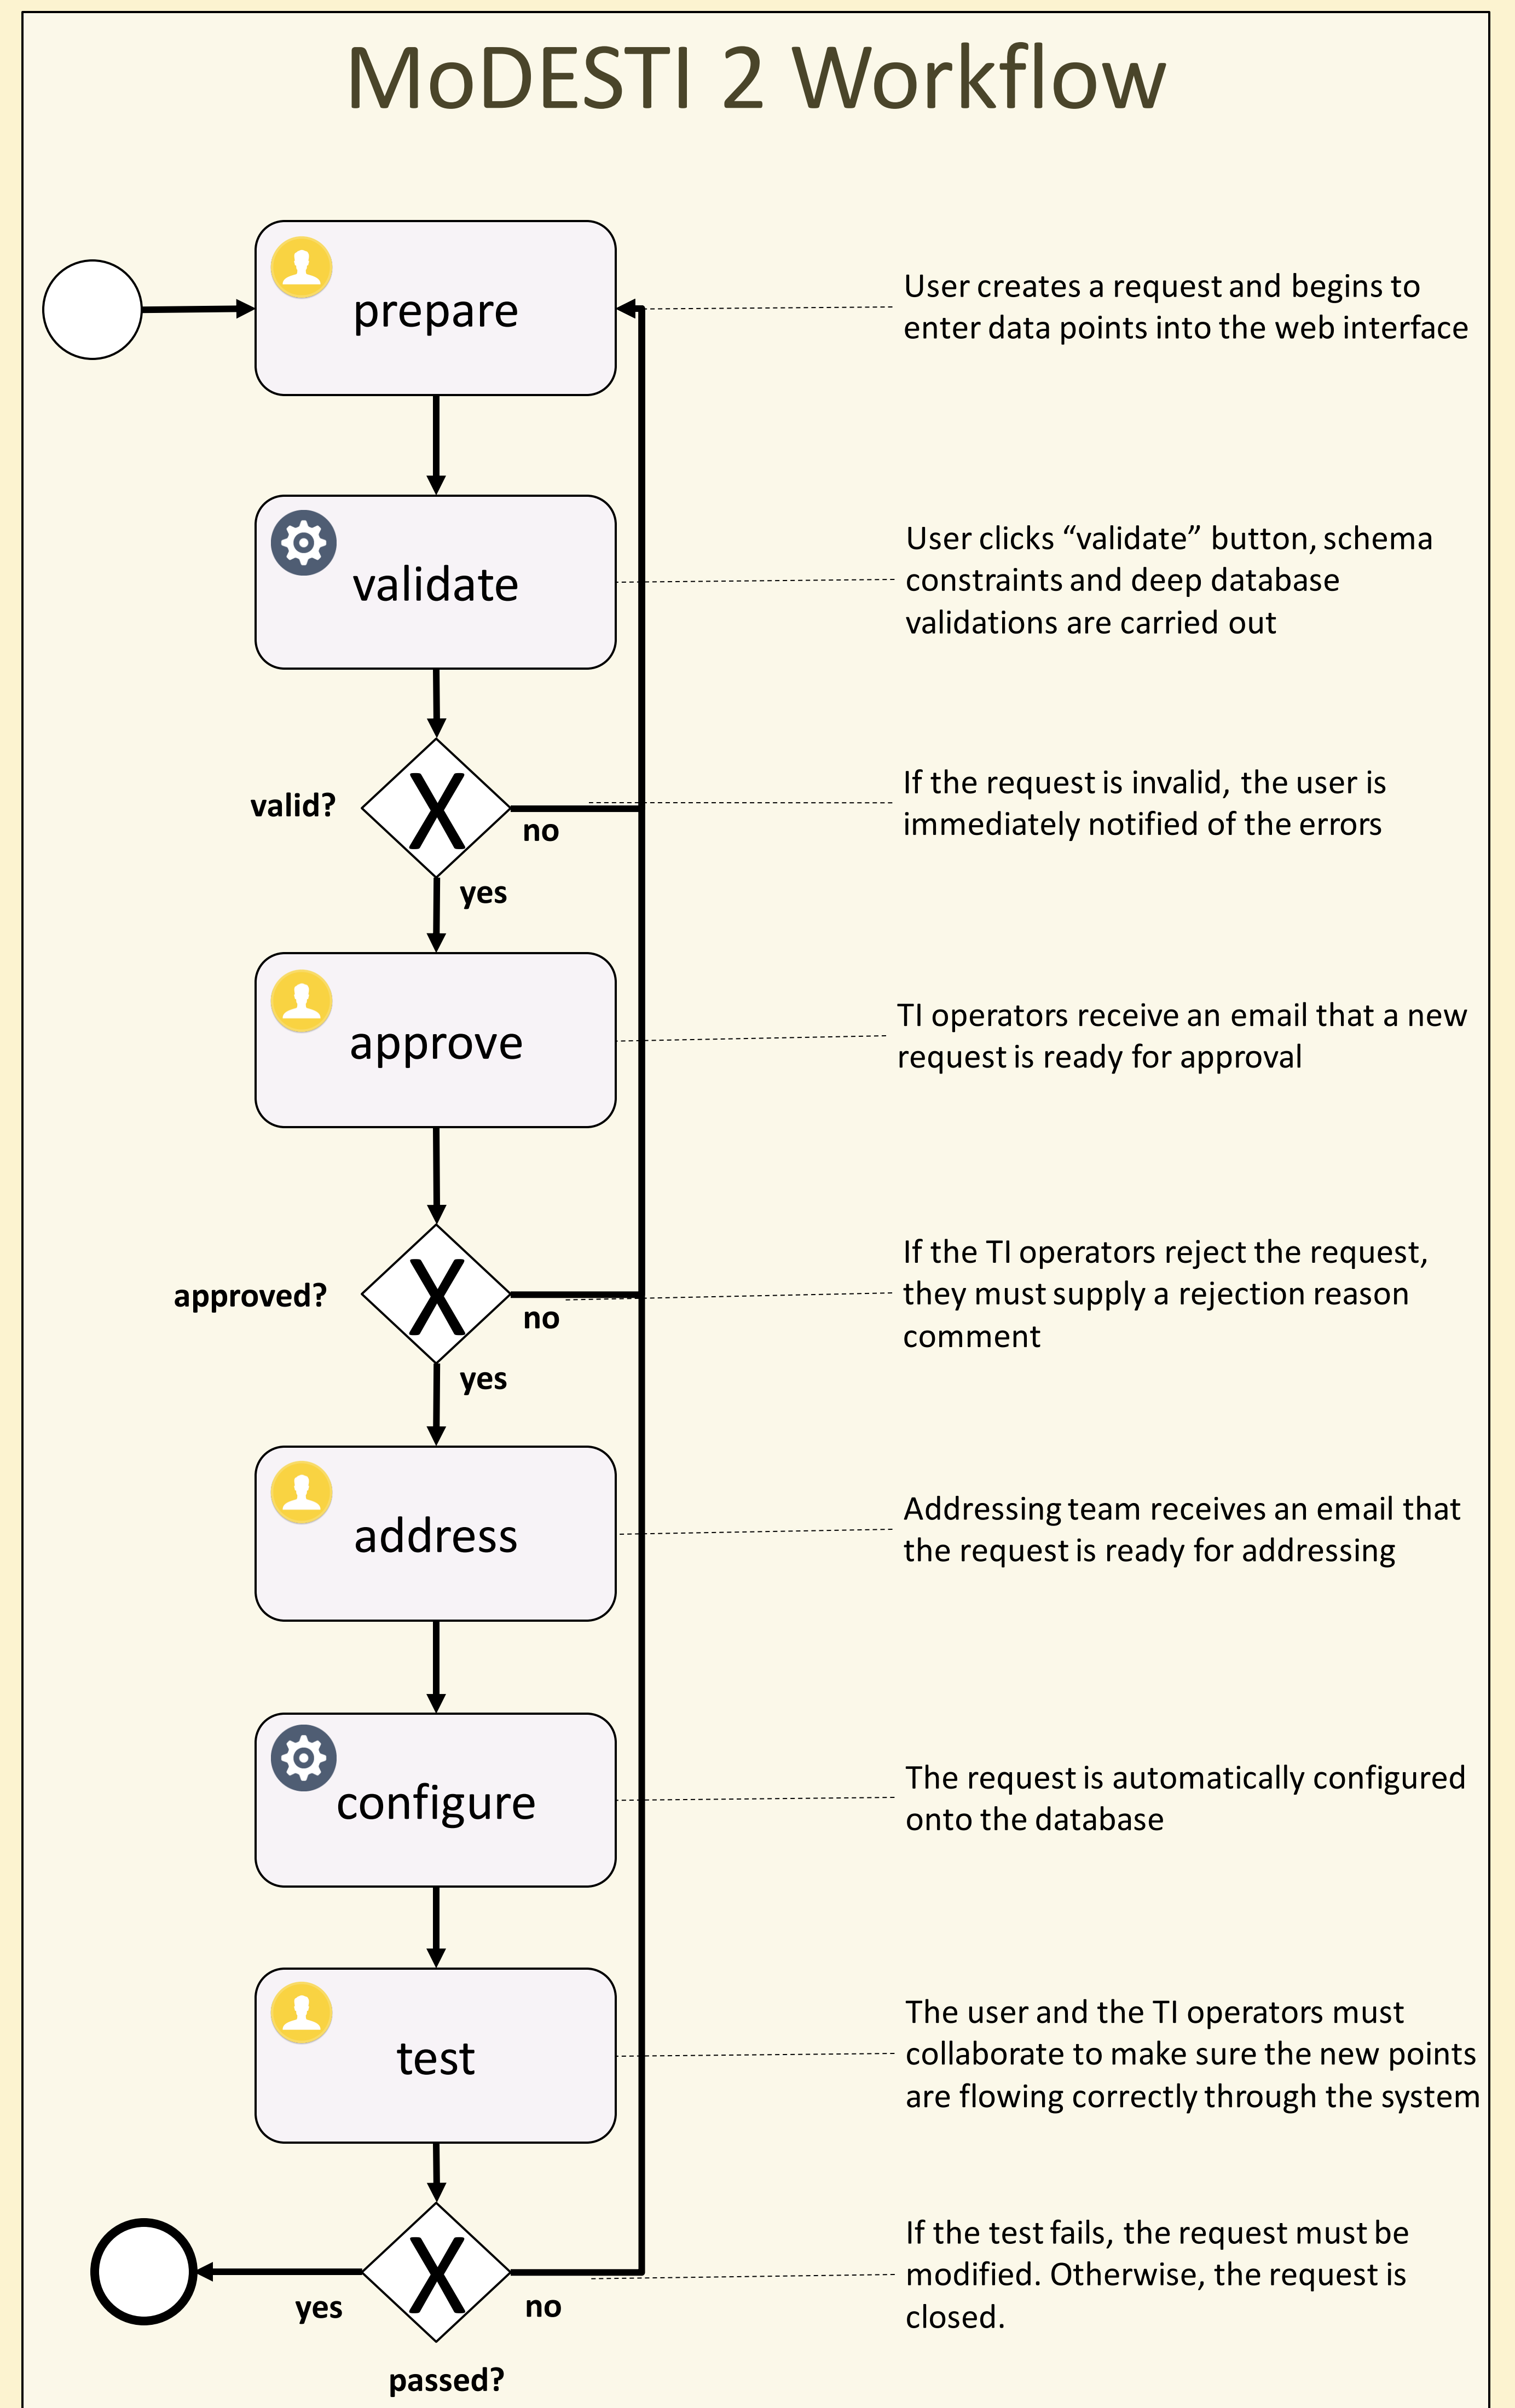 MoDESTI 2 Workflow
prepare
User creates a request and begins to
enter data points into the web interface
validate
User clicks “validate” button, schema
constraints and deep database
validations are carried out
valid?
X
no
yes
If the request is invalid, the user is
immediately notified of the errors
approve
TI operators receive an email that a new
request is ready for approval
approved?
X
no
yes
If the TI operators reject the request,
they must supply a rejection reason
comment
address
Addressing team receives an email that
the request is ready for addressing
configure
The request is automatically configured
onto the database
test
The user and the TI operators must
collaborate to make sure the new points
are flowing correctly through the system
X
yes
no
passed?
If the test fails, the request must be
modified. Otherwise, the request is
closed.